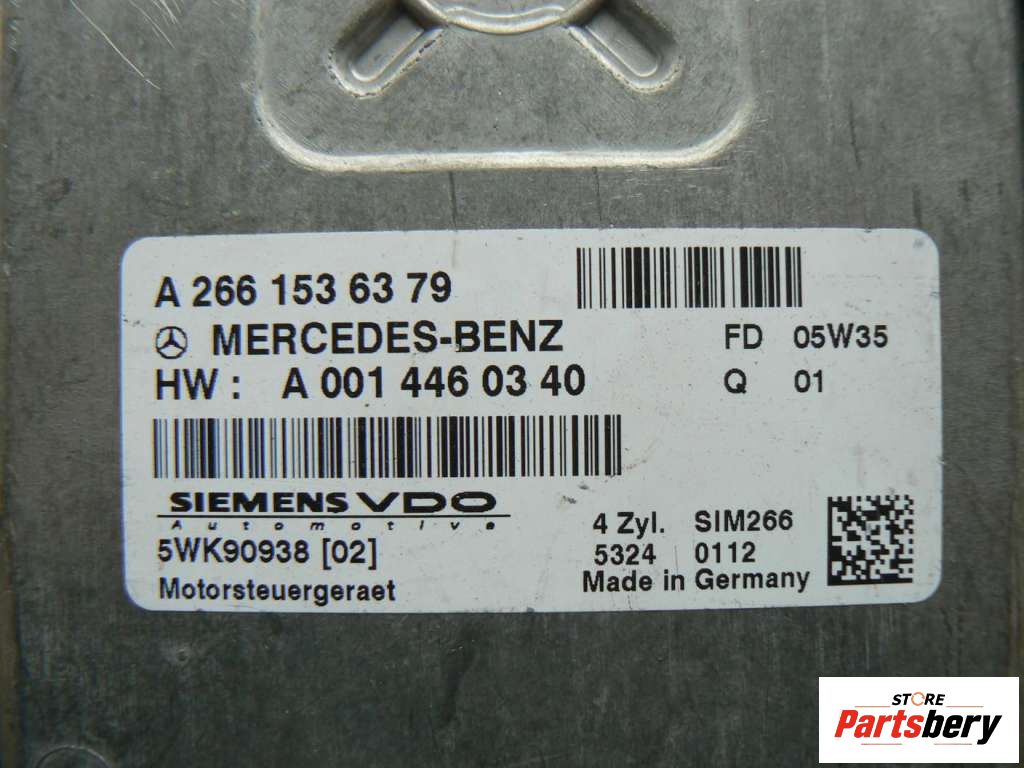 A 266 153 63 79
MERCEDES-BENZ FD 05W35
HW : A 001 446 03 40 Q 01
SIEMENS VDO
Automotive
5WK90938 [02]
Motorsteuergeraet
4 Zyl. SIM266
5324 0112
Made in Germany
STORE
Partsbery